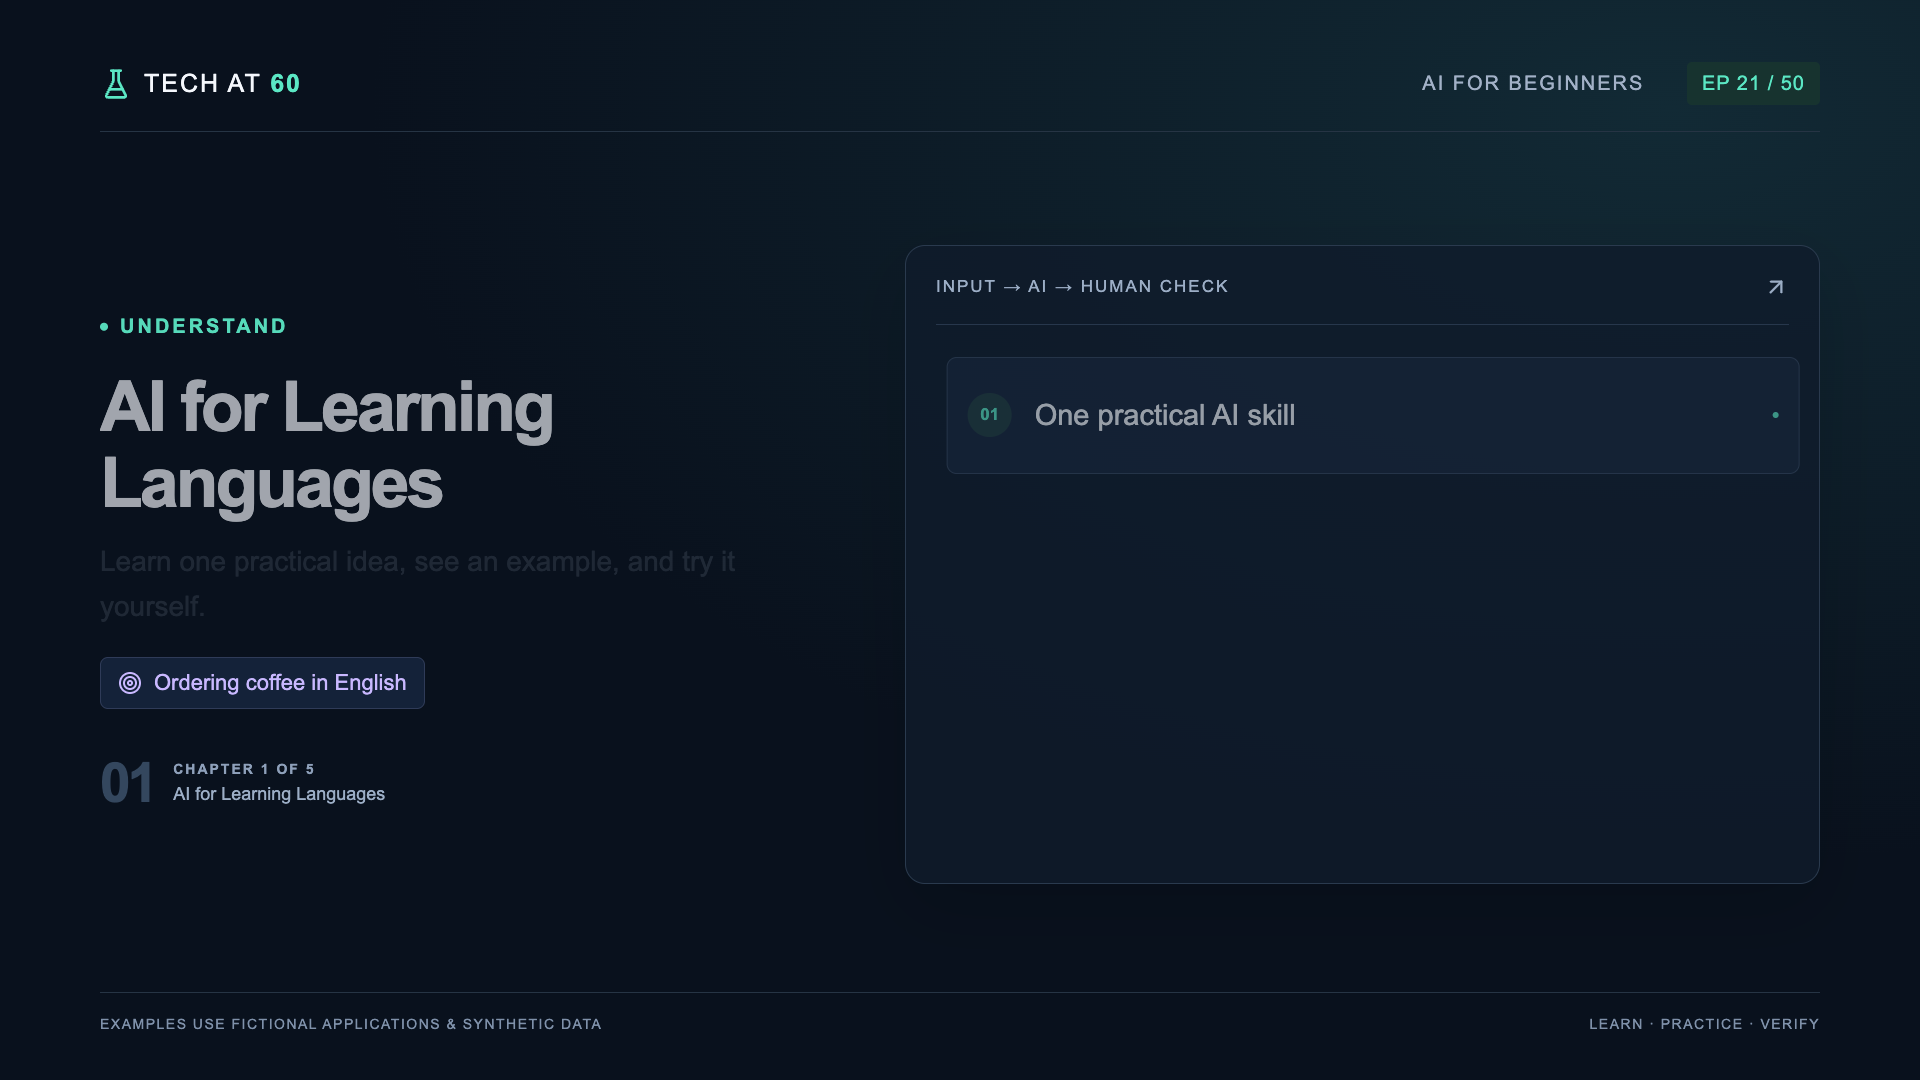 TECH AT 60
AI FOR BEGINNERS
EP 21 / 50
UNDERSTAND
AI for Learning
Languages
Learn one practical idea, see an example, and try it
yourself.
Ordering coffee in English
01
CHAPTER 1 OF 5
AI for Learning Languages
INPUT → AI → HUMAN CHECK
01
One practical AI skill
EXAMPLES USE FICTIONAL APPLICATIONS & SYNTHETIC DATA
LEARN · PRACTICE · VERIFY